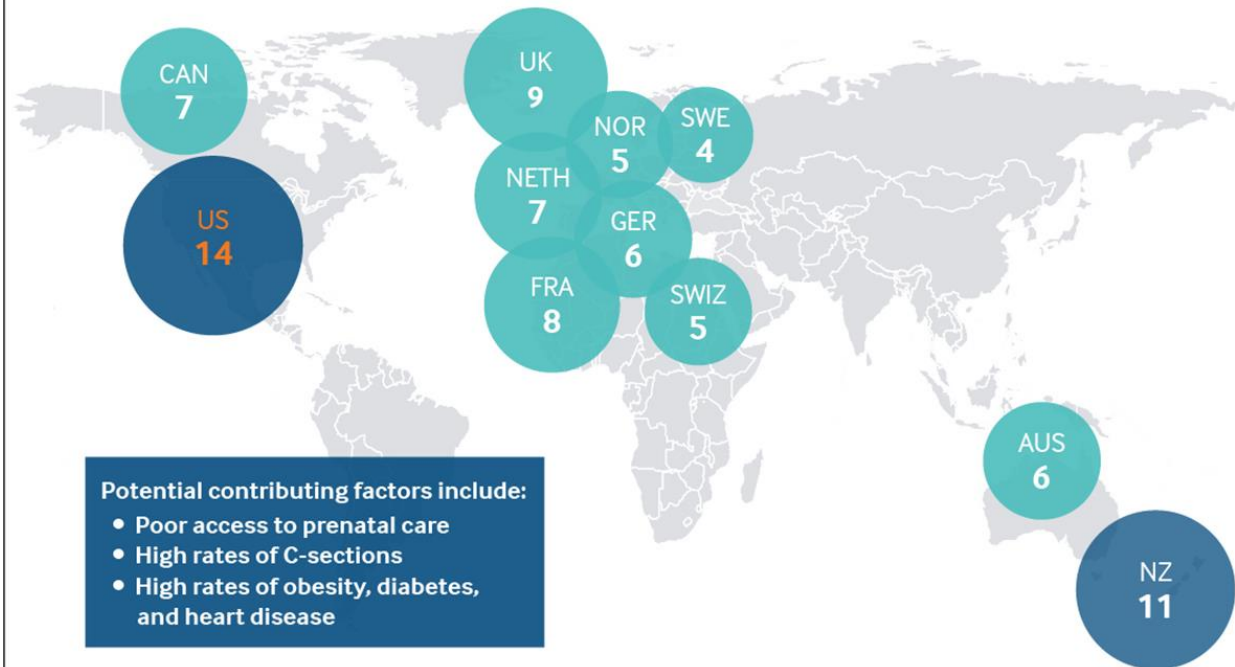 CAN
7
US
14
UK
9
NOR
5
SWE
4
NETH
7
GER
6
FRA
8
SWIZ
5
AUS
6
NZ
11
Potential contributing factors include:
• Poor access to prenatal care
• High rates of C-sections
• High rates of obesity, diabetes,
and heart disease